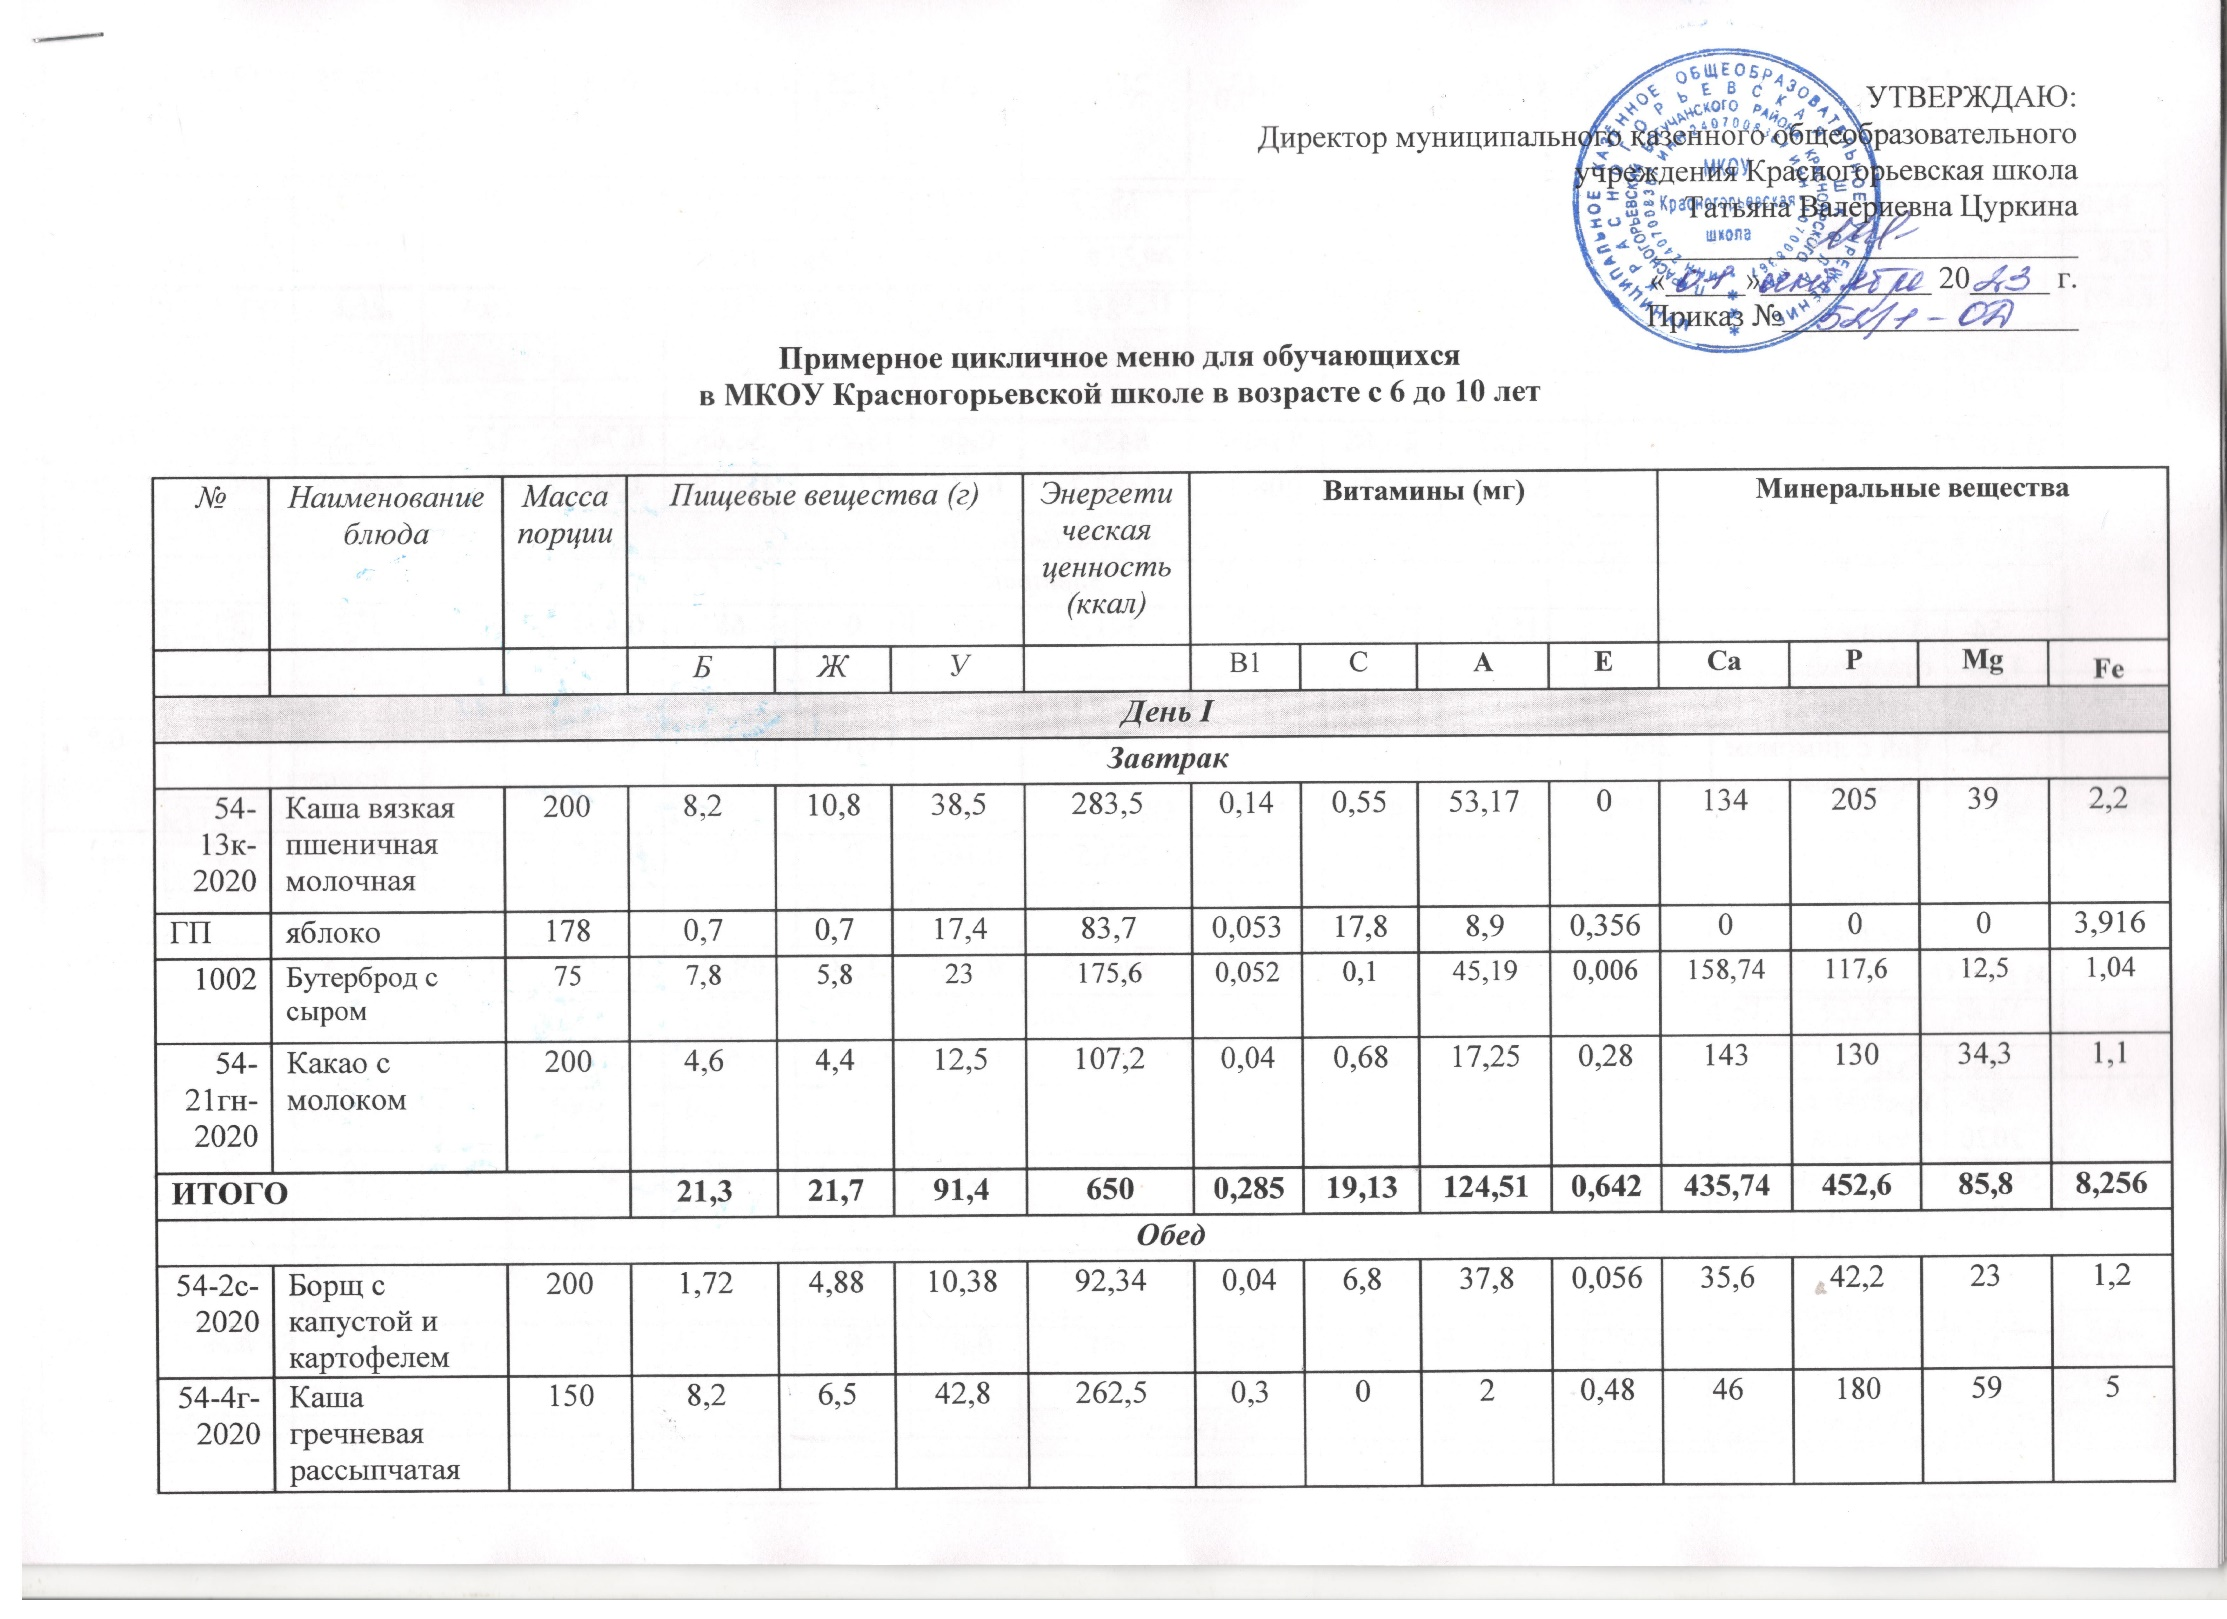 УТВЕРЖДАЮ:
Директор муниципального казенного общеобразовательного
учреждения Красногорьевская школа
Татьяна Валериевна Цуркина
МКОУ
Красногорьевская
школа
« 01 » сентября 20 23 г.
Приказ № 52/1-ОД
Примерное цикличное меню для обучающихся
в МКОУ Красногорьевской школе в возрасте с 6 до 10 лет
№ Наименование блюда Масса порции Пищевые вещества (г) Энергети ческая ценность (ккал) Витамины (мг) Минеральные вещества
Б Ж У B1 C A E Ca P Mg Fe
День I
Завтрак
54-13к-2020 Каша вязкая пшеничная молочная 200 8,2 10,8 38,5 283,5 0,14 0,55 53,17 0 134 205 39 2,2
ГП яблоко 178 0,7 0,7 17,4 83,7 0,053 17,8 8,9 0,356 0 0 0 3,916
1002 Бутерброд с сыром 75 7,8 5,8 23 175,6 0,052 0,1 45,19 0,006 158,74 117,6 12,5 1,04
54-21гн-2020 Какао с молоком 200 4,6 4,4 12,5 107,2 0,04 0,68 17,25 0,28 143 130 34,3 1,1
ИТОГО 21,3 21,7 91,4 650 0,285 19,13 124,51 0,642 435,74 452,6 85,8 8,256
Обед
54-2с-2020 Борщ с капустой и картофелем 200 1,72 4,88 10,38 92,34 0,04 6,8 37,8 0,056 35,6 42,2 23 1,2
54-4г-2020 Каша гречневая рассыпчатая 150 8,2 6,5 42,8 262,5 0,3 0 2 0,48 46 180 59 5